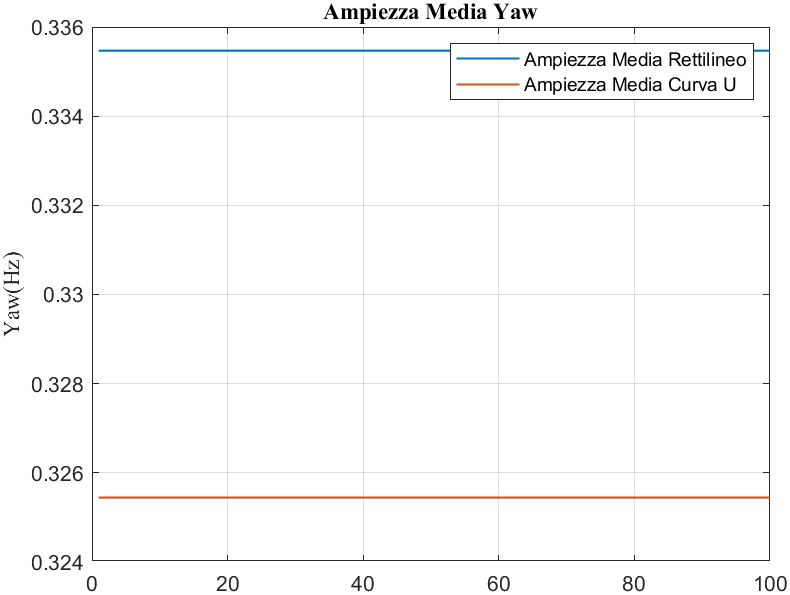 Ampiezza Media Yaw
0.336
0.334
0.332
0.33
0.328
0.326
0.324
Yaw(Hz)
Ampiezza Media Rettilineo
Ampiezza Media Curva U
0 20 40 60 80 100